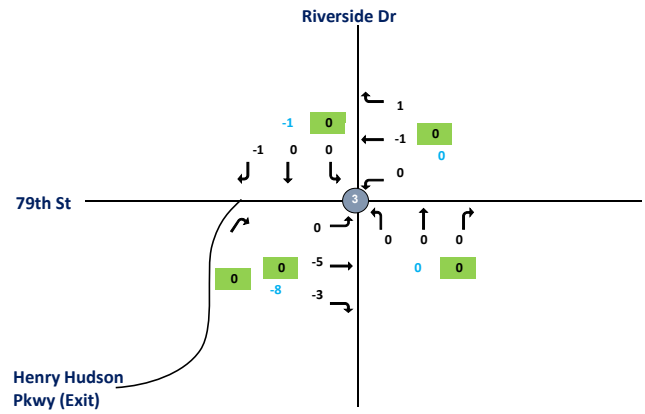 Riverside Dr
1
-1 0
-1 0
0
-1 0 0
0
79th St
3
0
0 0 0
0 -5
0 0
0
-8 -3
Henry Hudson
Pkwy (Exit)